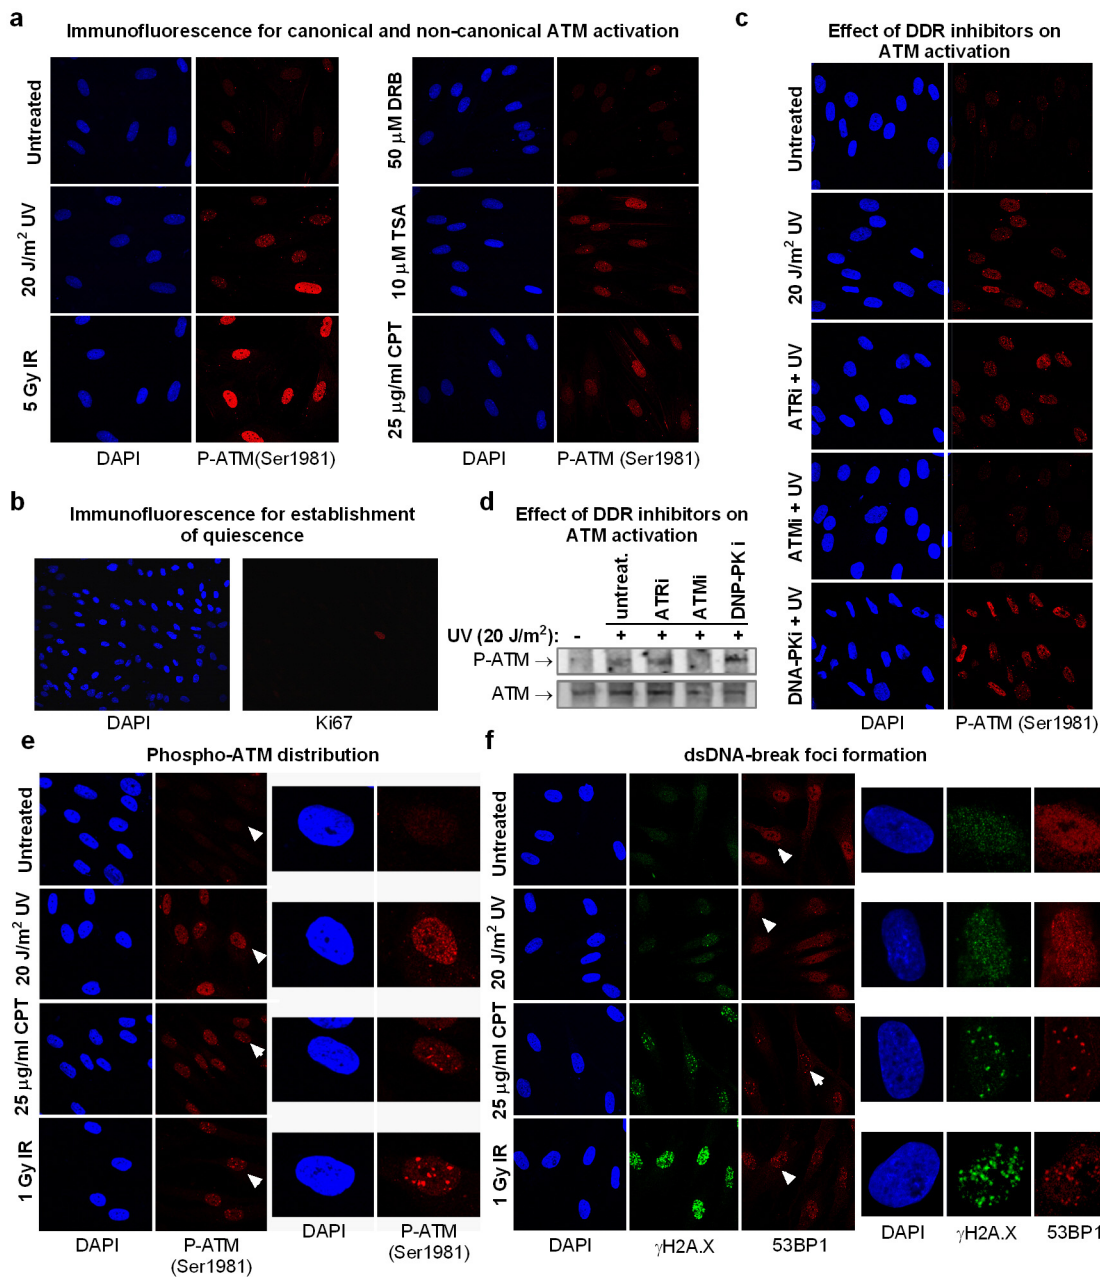 a
Immunofluorescence for canonical and non-canonical ATM activation
Untreated
20 J/m² UV
5 Gy IR
DAPI
P-ATM(Ser1981)
50 µM DRB
10 µM TSA
25 µg/ml CPT
DAPI
P-ATM (Ser1981)
b
Immunofluorescence for establishment
of quiescence
DAPI
Ki67
c
Effect of DDR inhibitors on
ATM activation
Untreated
20 J/m² UV
ATRi + UV
ATMi + UV
DNA-PKi + UV
DAPI
P-ATM (Ser1981)
d
Effect of DDR inhibitors on
ATM activation
untreat.
ATRi
ATMi
DNP-PK i
UV (20 J/m²): - + + + +
P-ATM →
ATM →
e
Phospho-ATM distribution
Untreated
20 J/m² UV
25 µg/ml CPT
1 Gy IR
DAPI
P-ATM
(Ser1981)
DAPI
P-ATM
(Ser1981)
f
dsDNA-break foci formation
Untreated
20 J/m² UV
25 µg/ml CPT
1 Gy IR
DAPI
γH2A.X
53BP1
DAPI
γH2A.X
53BP1